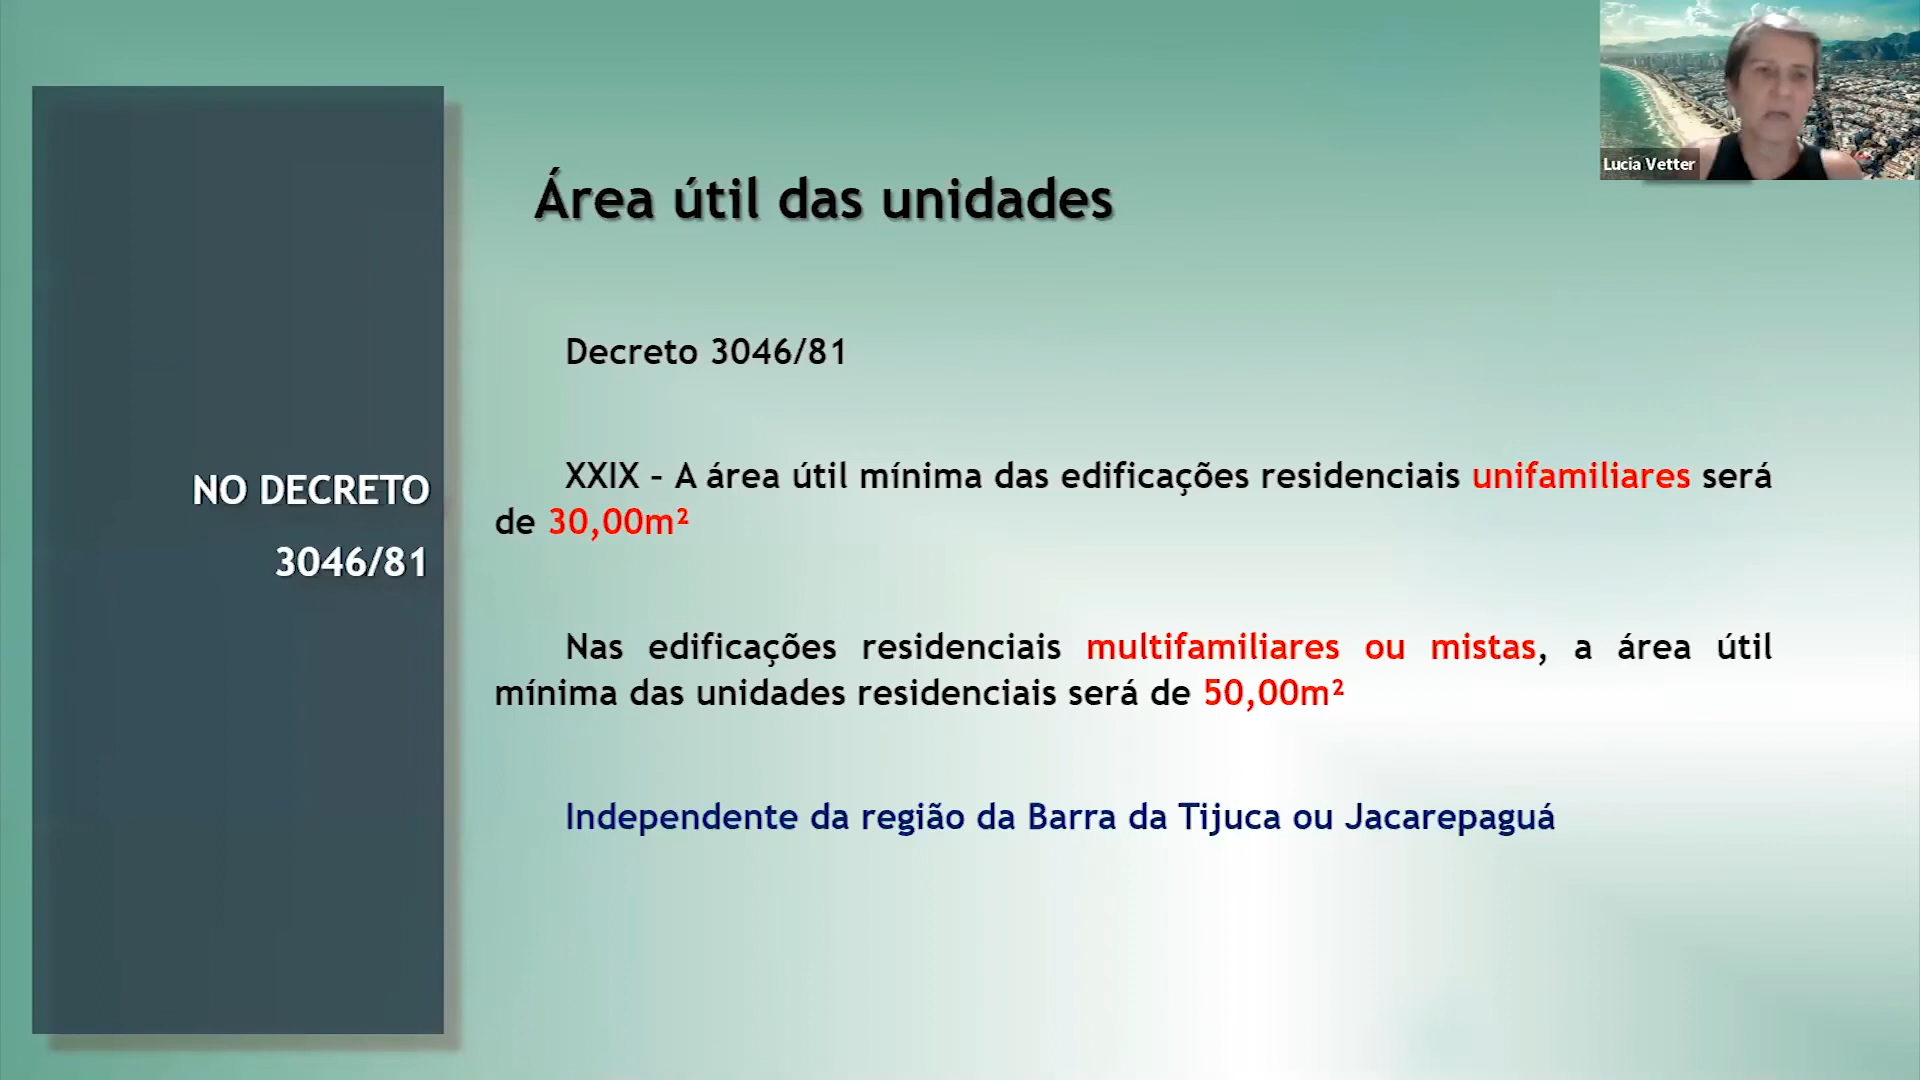 Lucia Vetter
Área útil das unidades
NO DECRETO
3046/81
Decreto 3046/81
XXIX – A área útil mínima das edificações residenciais unifamiliares será
de 30,00m²
Nas edificações residenciais multifamiliares ou mistas, a área útil
mínima das unidades residenciais será de 50,00m²
Independente da região da Barra da Tijuca ou Jacarepaguá